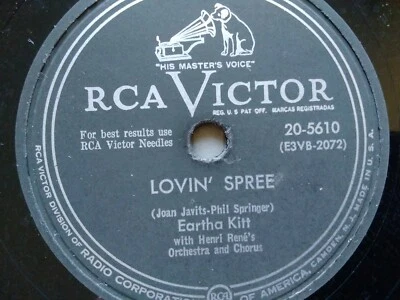 "HIS MASTER'S VOICE"
RCA VICTOR
REG. U. S. PAT. OFF. MARCAS REGISTRADAS
For best results use
RCA Victor Needles
20-5610
(E3VB-2072)
LOVIN' SPREE
(Joan Javits-Phil Springer)
Eartha Kitt
with Henri René's
Orchestra and Chorus
RCA VICTOR DIVISION OF RADIO CORPORATION OF AMERICA, CAMDEN, N. J. MADE IN U. S. A.
RCA